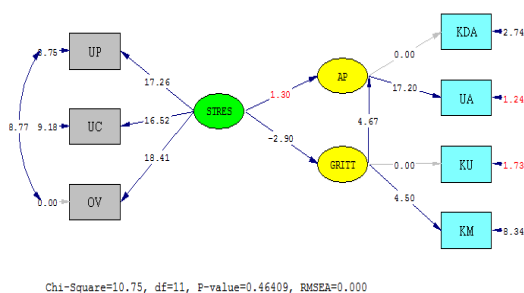 KDA
2.74
3.75
UP
0.00
17.26
AP
17.20
1.30
UA
1.24
8.77
9.18
UC
16.52
STRES
4.67
-2.90
18.41
0.00
KU
1.73
GRITT
0.00
OV
4.50
KM
8.34
Chi-Square=10.75, df=11, P-value=0.46409, RMSEA=0.000